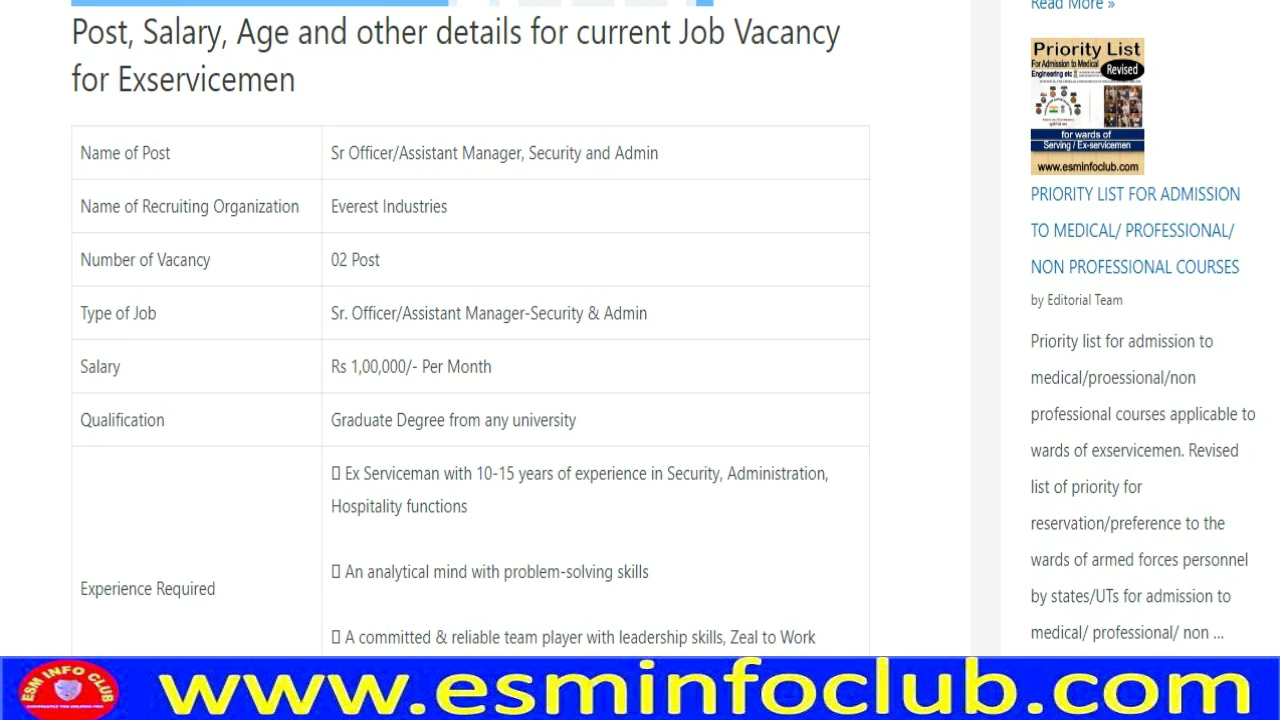 Post, Salary, Age and other details for current Job Vacancy
for Exservicemen
Name of Post
Sr Officer/Assistant Manager, Security and Admin
Name of Recruiting Organization
Everest Industries
Number of Vacancy
02 Post
Type of Job
Sr. Officer/Assistant Manager-Security & Admin
Salary
Rs 1,00,000/- Per Month
Qualification
Graduate Degree from any university
Experience Required
Ex Serviceman with 10-15 years of experience in Security, Administration,
Hospitality functions
An analytical mind with problem-solving skills
A committed & reliable team player with leadership skills, Zeal to Work
Read More »
Priority List
For Admission to Medical,
Engineering etc
Revised
for wards of
Serving / Ex-servicemen
www.esminfoclub.com
PRIORITY LIST FOR ADMISSION
TO MEDICAL/ PROFESSIONAL/
NON PROFESSIONAL COURSES
by Editorial Team
Priority list for admission to
medical/proessional/non
professional courses applicable to
wards of exservicemen. Revised
list of priority for
reservation/preference to the
wards of armed forces personnel
by states/UTs for admission to
medical/ professional/ non ...
ESM INFO CLUB
www.esminfoclub.com